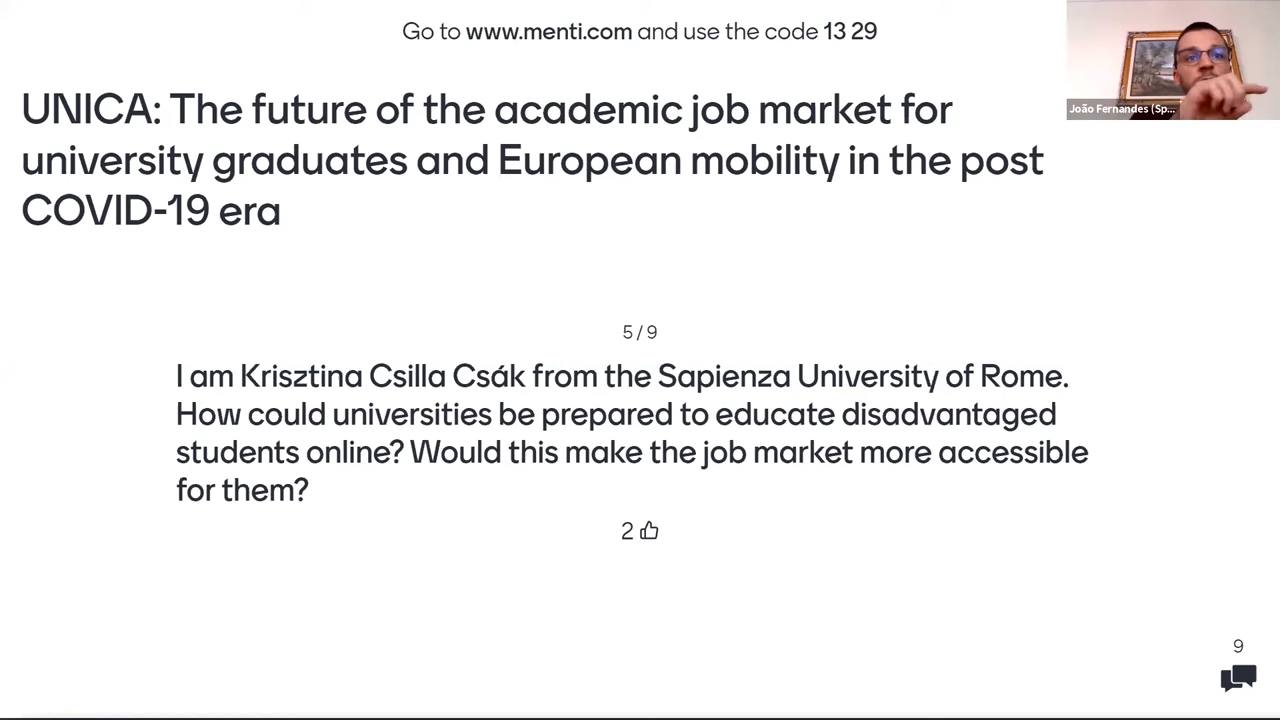 Go to www.menti.com and use the code 13 29
João Fernandes (Sp...
UNICA: The future of the academic job market for
university graduates and European mobility in the post
COVID-19 era
5 / 9
I am Krisztina Csilla Csák from the Sapienza University of Rome.
How could universities be prepared to educate disadvantaged
students online? Would this make the job market more accessible
for them?
2
9